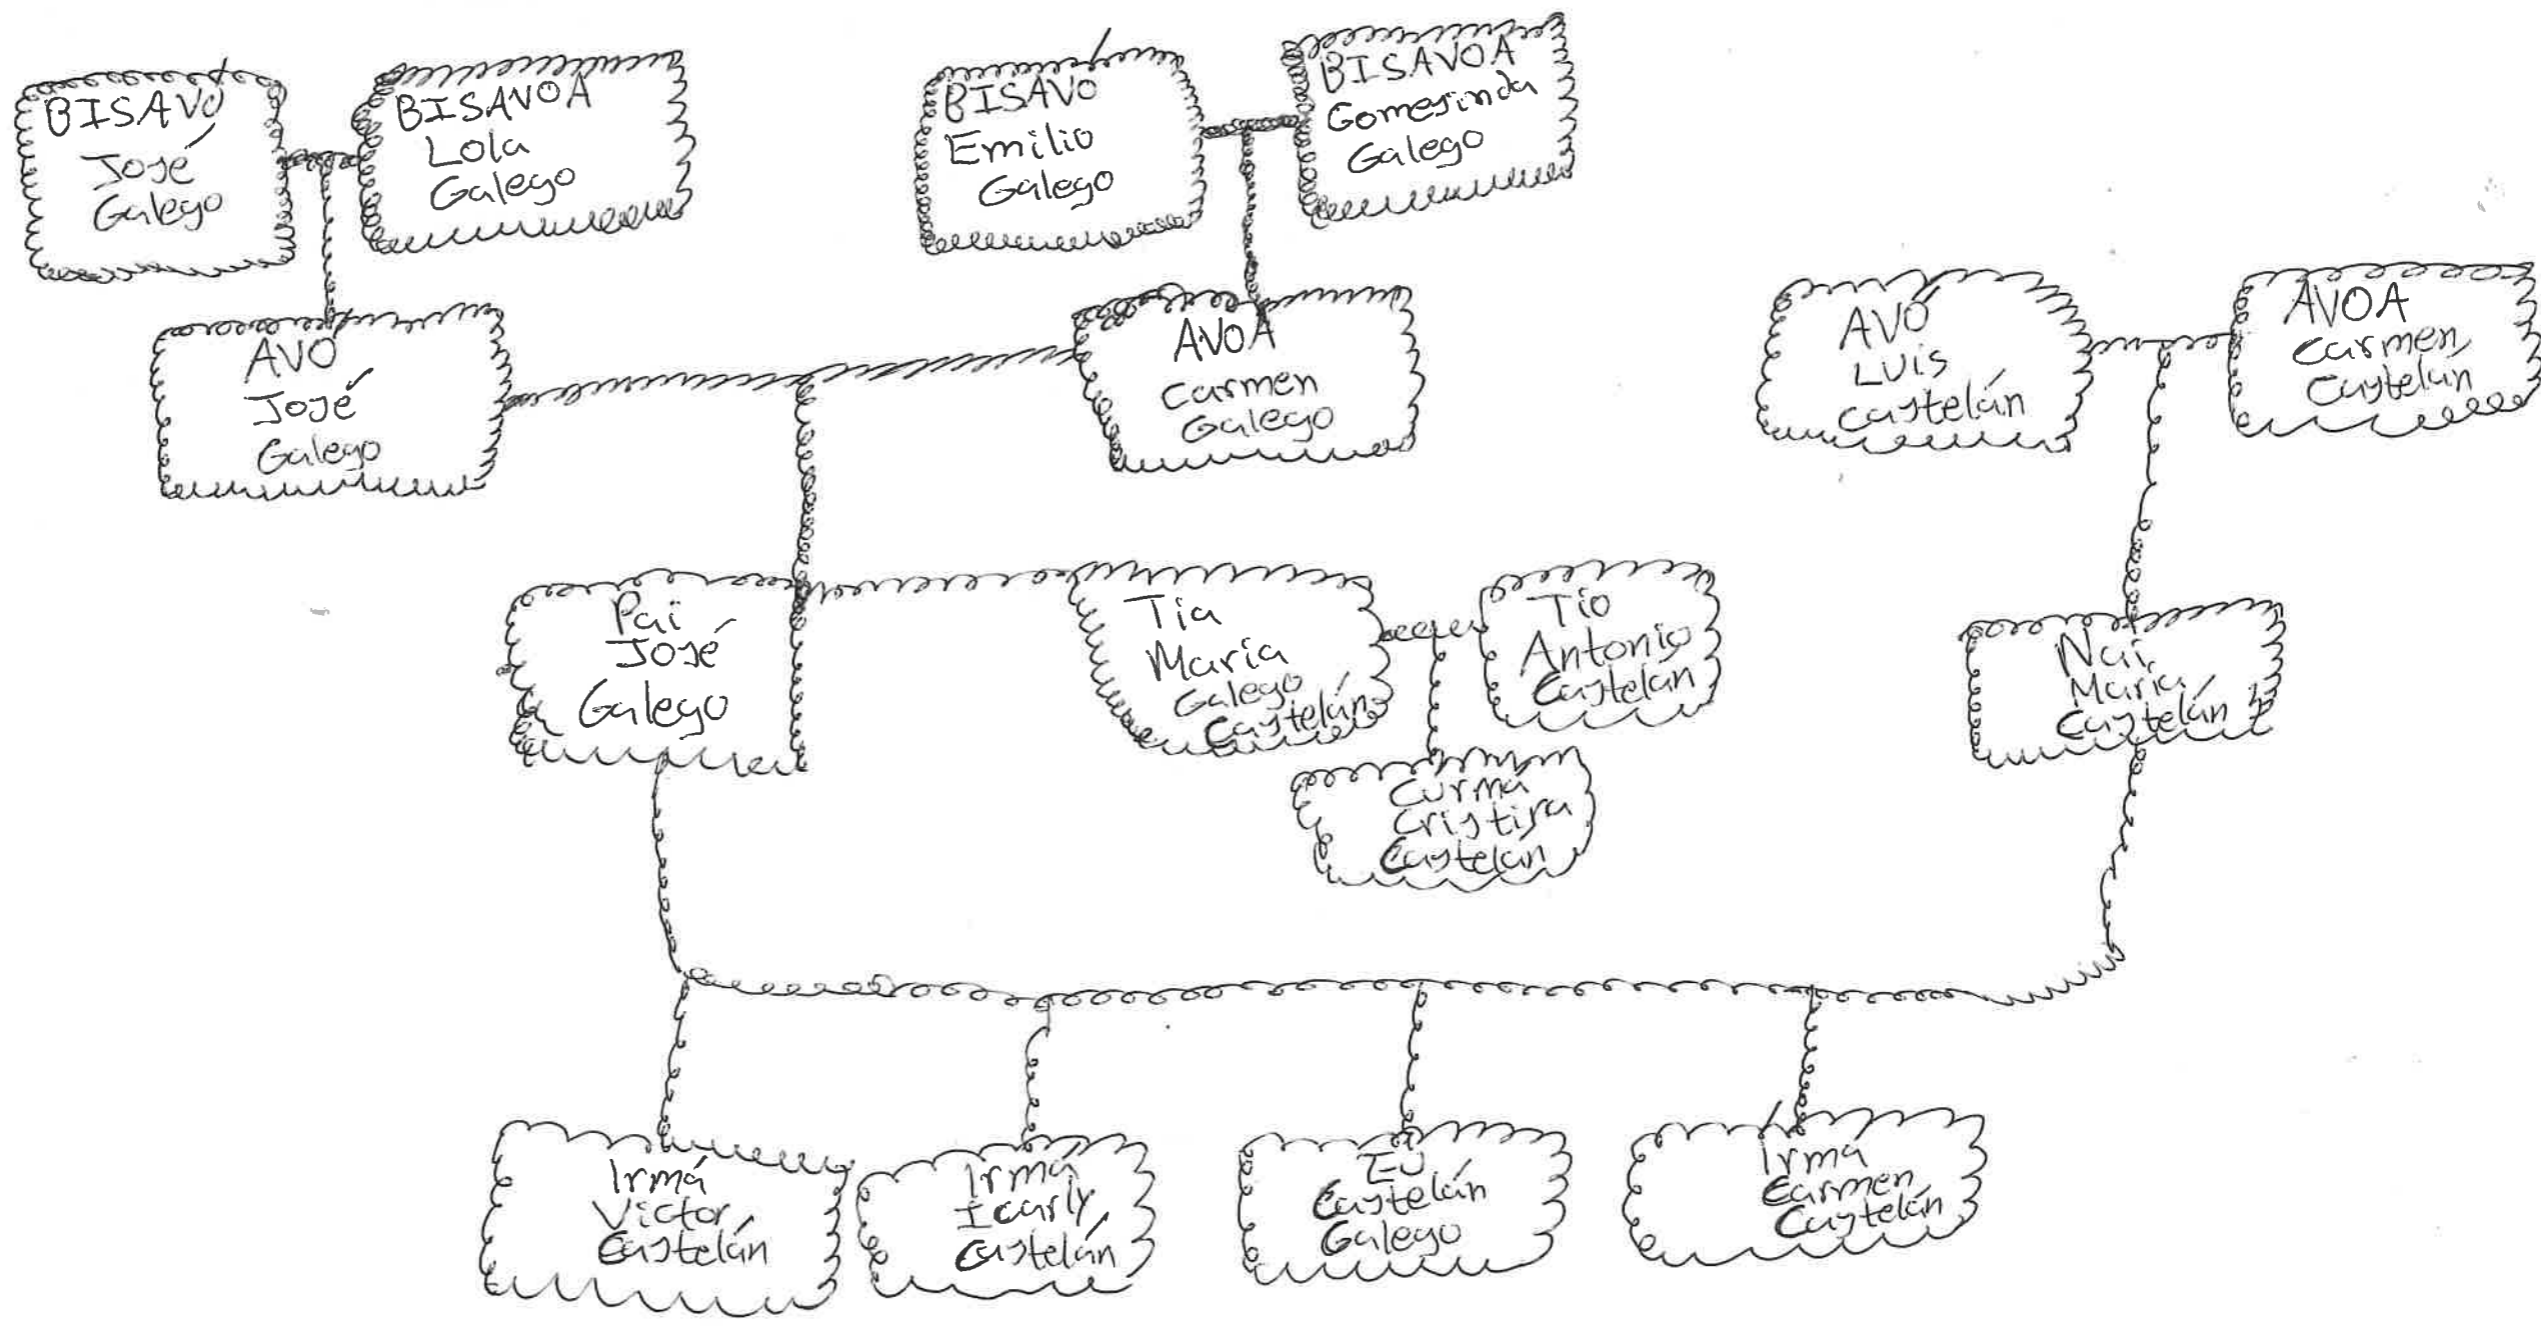 BISAVÓ
José
Galego
BISAVOA
Lola
Galego
BISAVÓ
Emilio
Galego
BISAVOA
Gomesinda
Galego
AVÓ
José
Galego
AVOA
Carmen
Galego
AVÓ
LUIS
Castelán
AVOA
Carmen
Castelán
Pai
José
Galego
Tía
María
Galego
Castelán
Tío
Antonio
Castelán
Nai
María
Castelán
Curmá
Cristina
Castelán
Irmá
Victor
Castelán
Irmá
Icarly
Castelán
EU
Castelán
Galego
Irmá
Carmen
Castelán